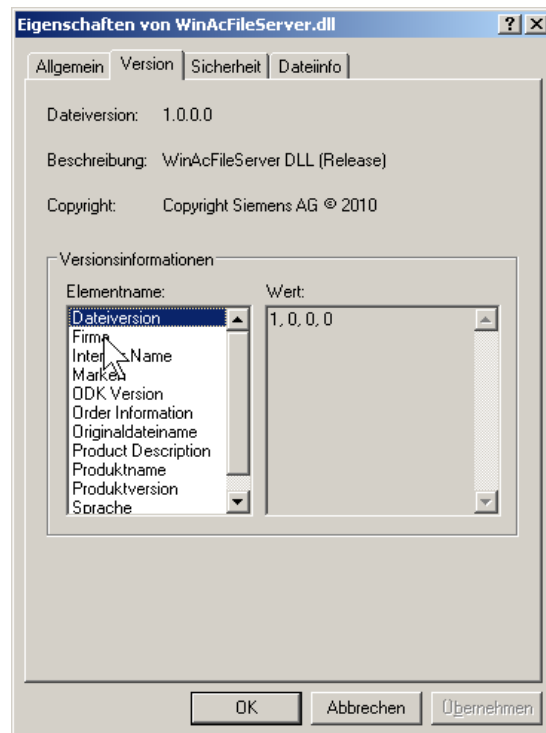 Eigenschaften von WinAcFileServer.dll
Allgemein Version Sicherheit Dateiinfo
Dateiversion: 1.0.0.0
Beschreibung: WinAcFileServer DLL (Release)
Copyright: Copyright Siemens AG © 2010
Versionsinformationen
Elementname: Wert:
Dateiversion 1, 0, 0, 0
Firma
Name
Marken
ODK Version
Order Information
Originaldateiname
Product Description
Produktname
Produktversion
Sprache
OK Abbrechen Übernehmen